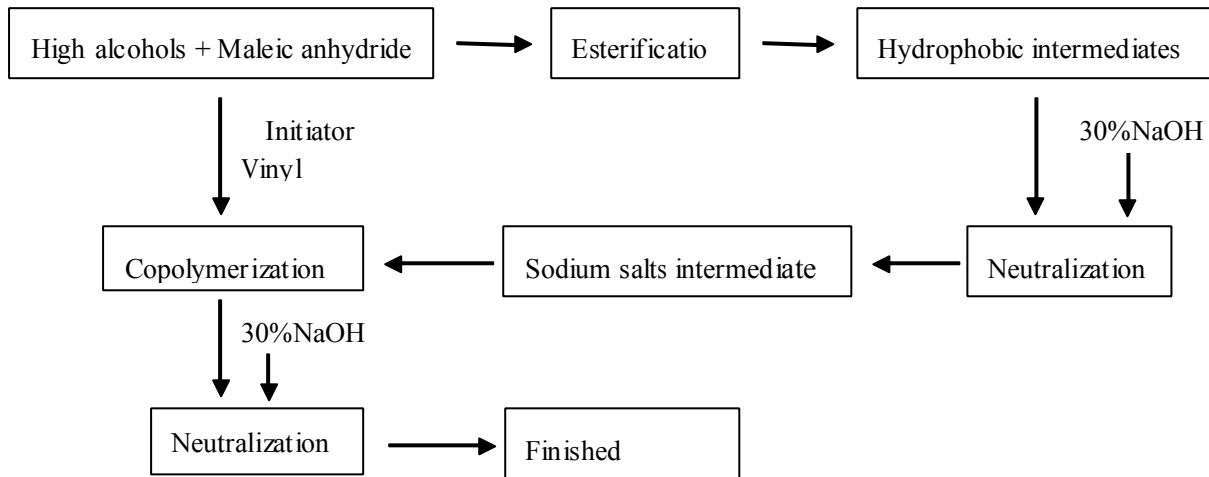 High alcohols + Maleic anhydride
Esterificatio
Hydrophobic intermediates
Initiator
Vinyl
30%NaOH
Copolymerization
Sodium salts intermediate
Neutralization
30%NaOH
Neutralization
Finished